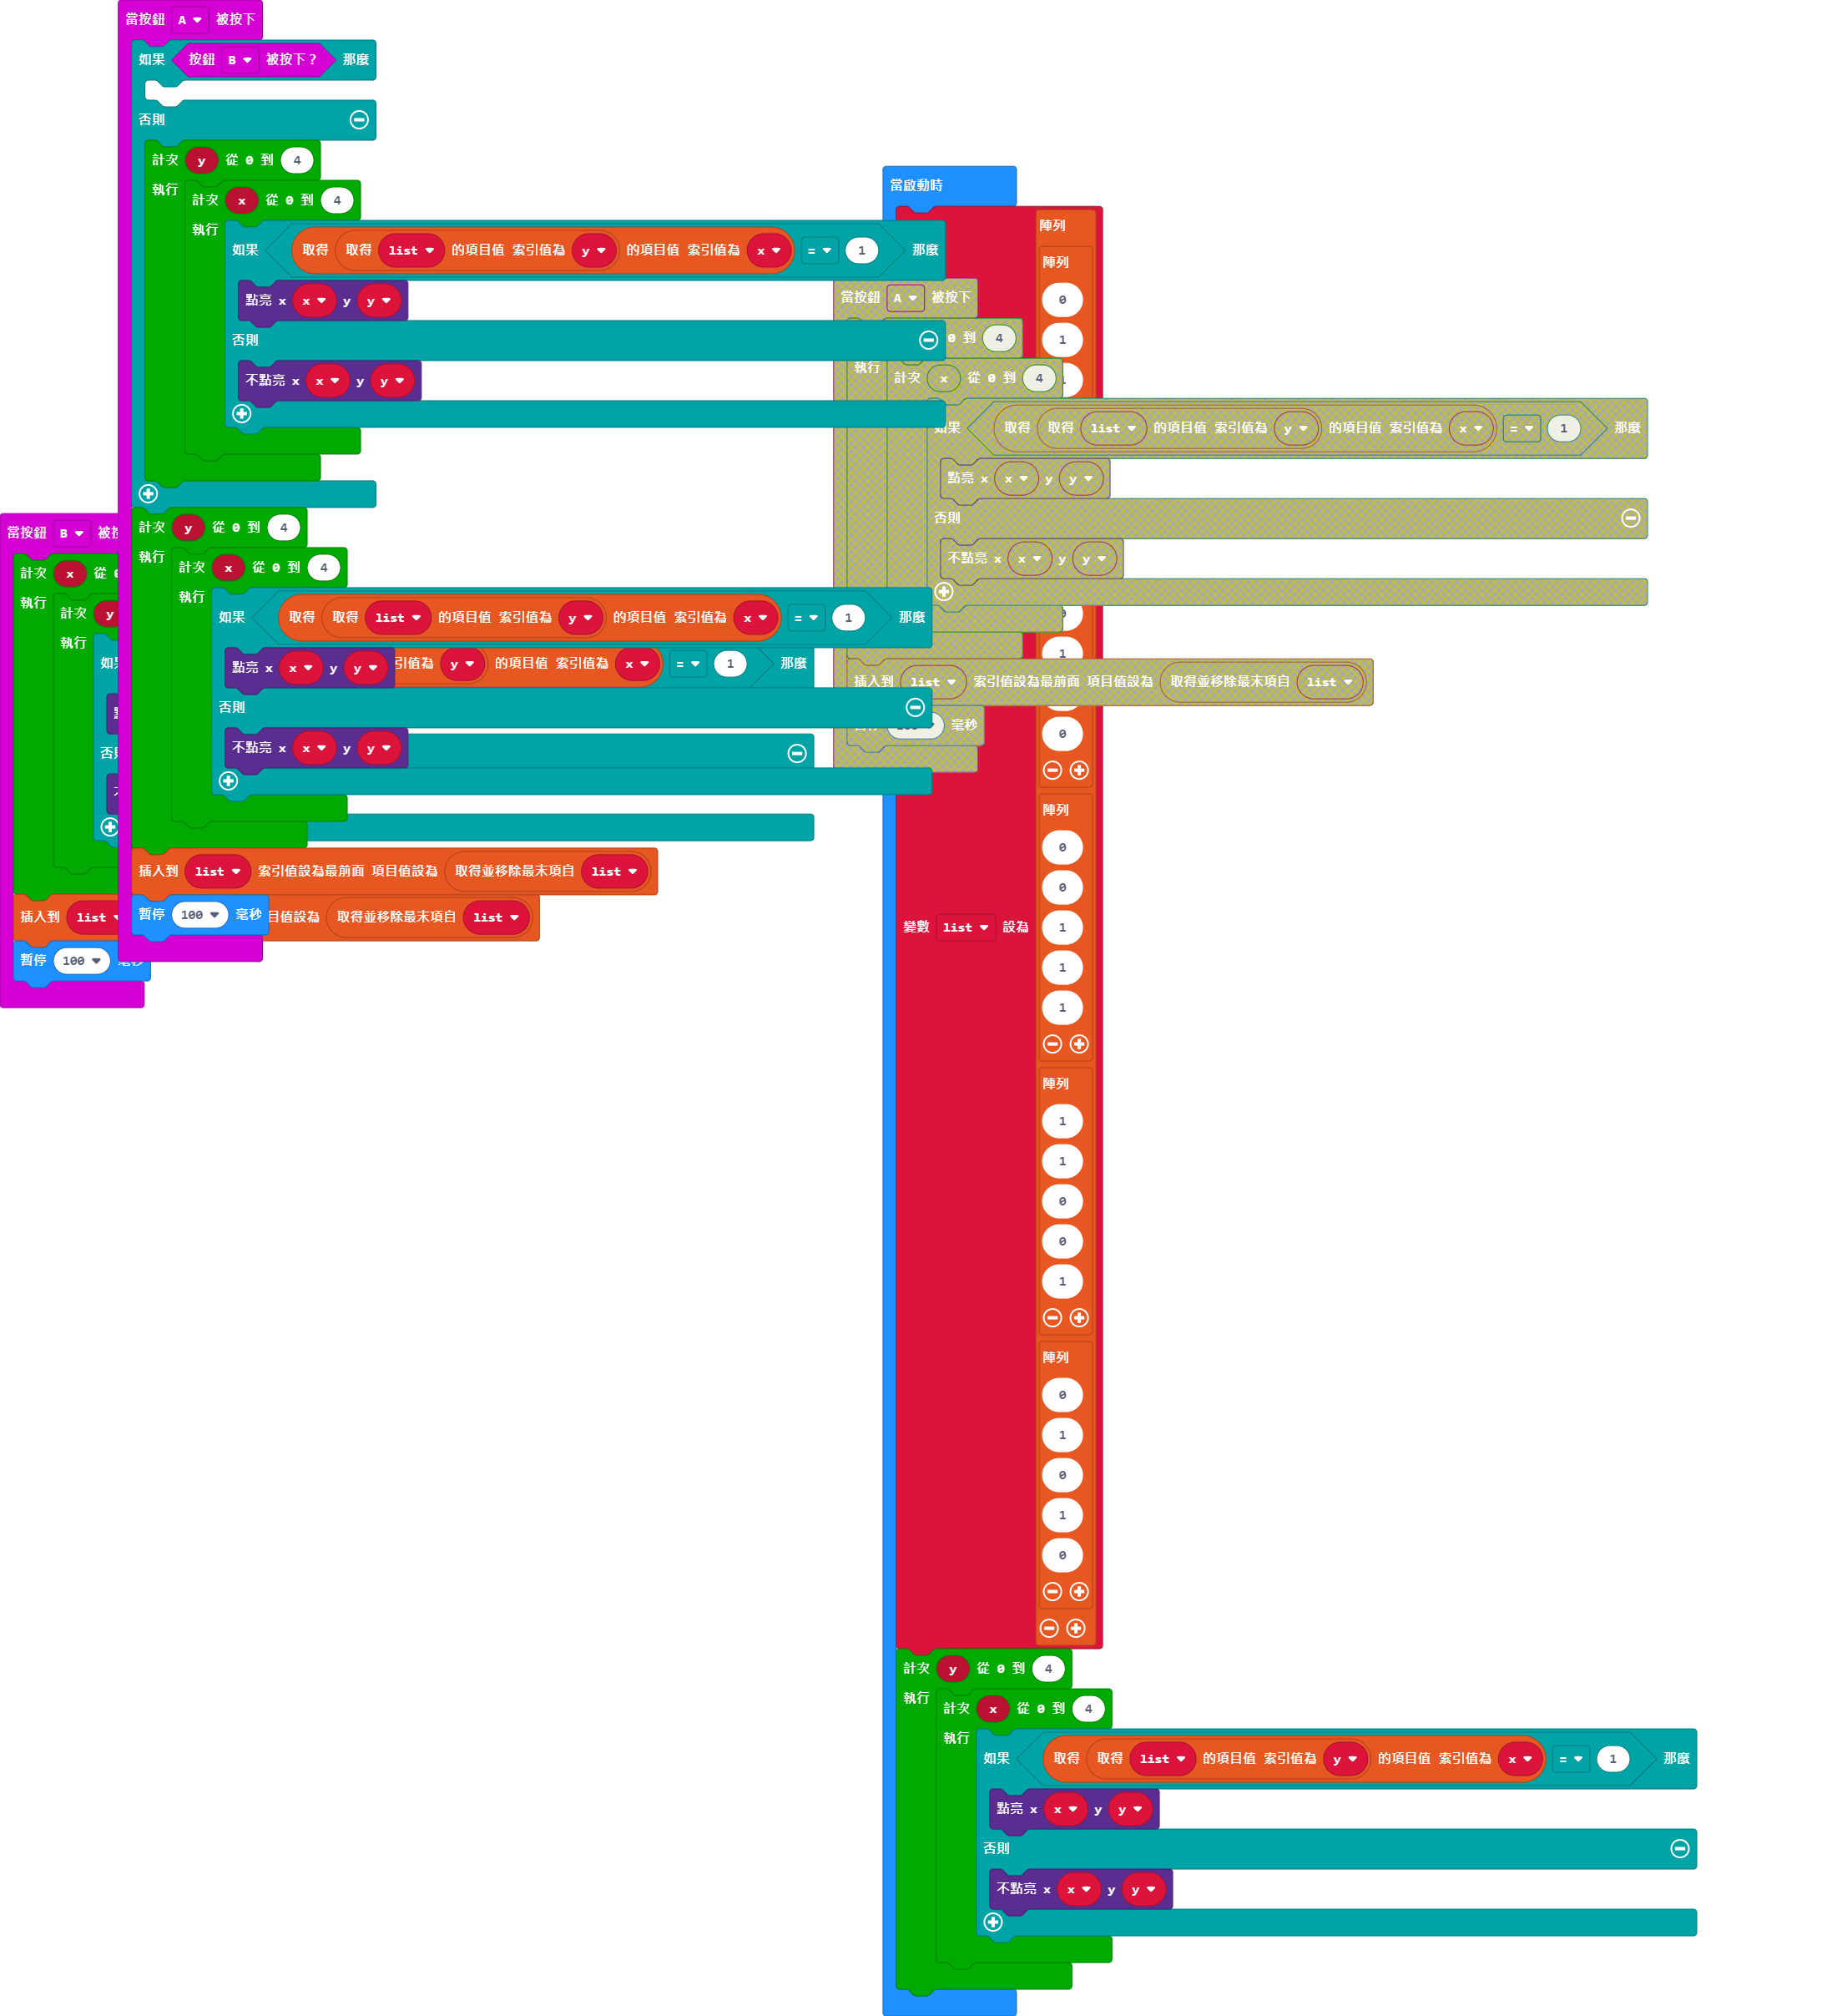 當按鈕 A 被按下
如果 按鈕 B 被按下？ 那麼
否則
計次 y 從 0 到 4
執行
計次 x 從 0 到 4
執行
如果 取得 取得 list 的項目值 索引值為 y 的項目值 索引值為 x = 1 那麼
點亮 x x y y
否則
不點亮 x x y y
計次 y 從 0 到 4
執行
計次 x 從 0 到 4
執行
如果 取得 取得 list 的項目值 索引值為 y 的項目值 索引值為 x = 1 那麼
點亮 x x y y
否則
不點亮 x x y y
插入到 list 索引值設為最前面 項目值設為 取得並移除最末項自 list
暫停 100 毫秒
當按鈕 B
計次 x 從
執行
計次 y
執行
引值為 y 的項目值 索引值為 x = 1 那麼
插入到 list 目值設為 取得並移除最末項自 list
暫停 100
當按鈕 A 被按下
0 到 4
執行
計次 x 從 0 到 4
如果 取得 取得 list 的項目值 索引值為 y 的項目值 索引值為 x = 1 那麼
點亮 x x y y
否則
不點亮 x x y y
插入到 list 索引值設為最前面 項目值設為 取得並移除最末項自 list
毫秒
當啟動時
變數 list 設為
陣列
陣列
0
1
1
0
陣列
0
0
1
1
1
陣列
1
1
0
0
1
陣列
0
1
0
1
0
計次 y 從 0 到 4
執行
計次 x 從 0 到 4
執行
如果 取得 取得 list 的項目值 索引值為 y 的項目值 索引值為 x = 1 那麼
點亮 x x y y
否則
不點亮 x x y y